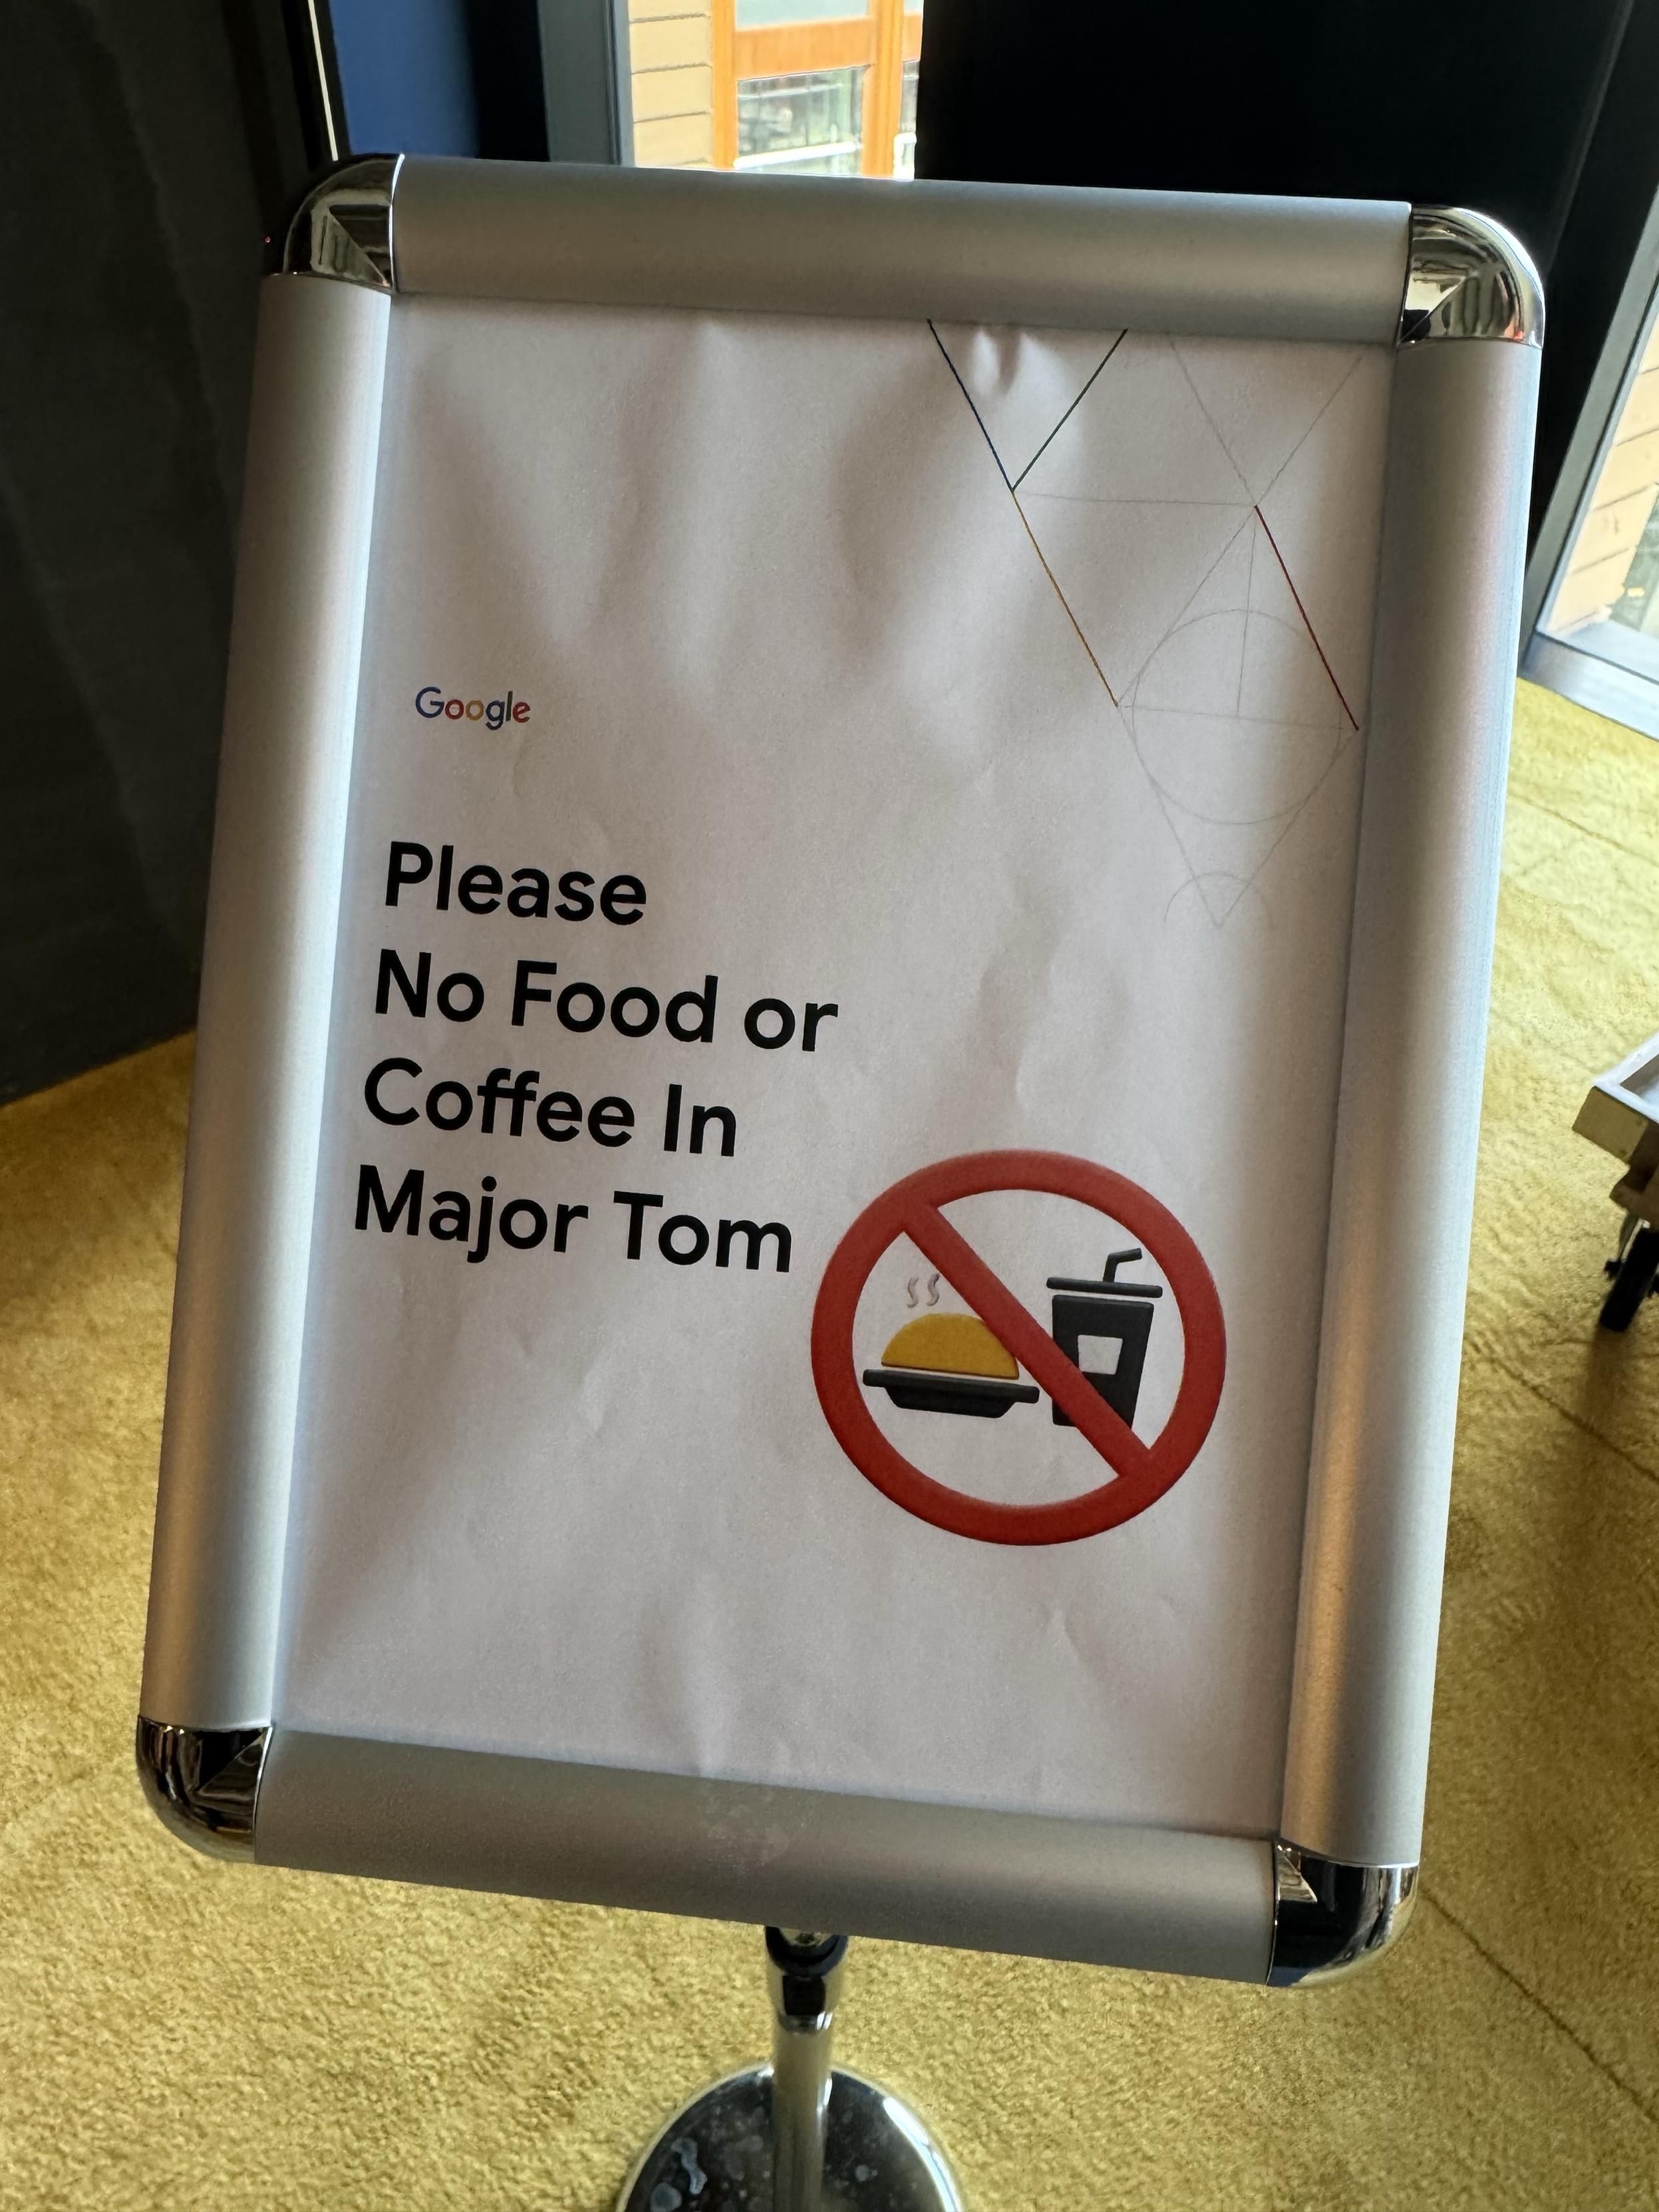 Google
Please
No Food or
Coffee In
Major Tom